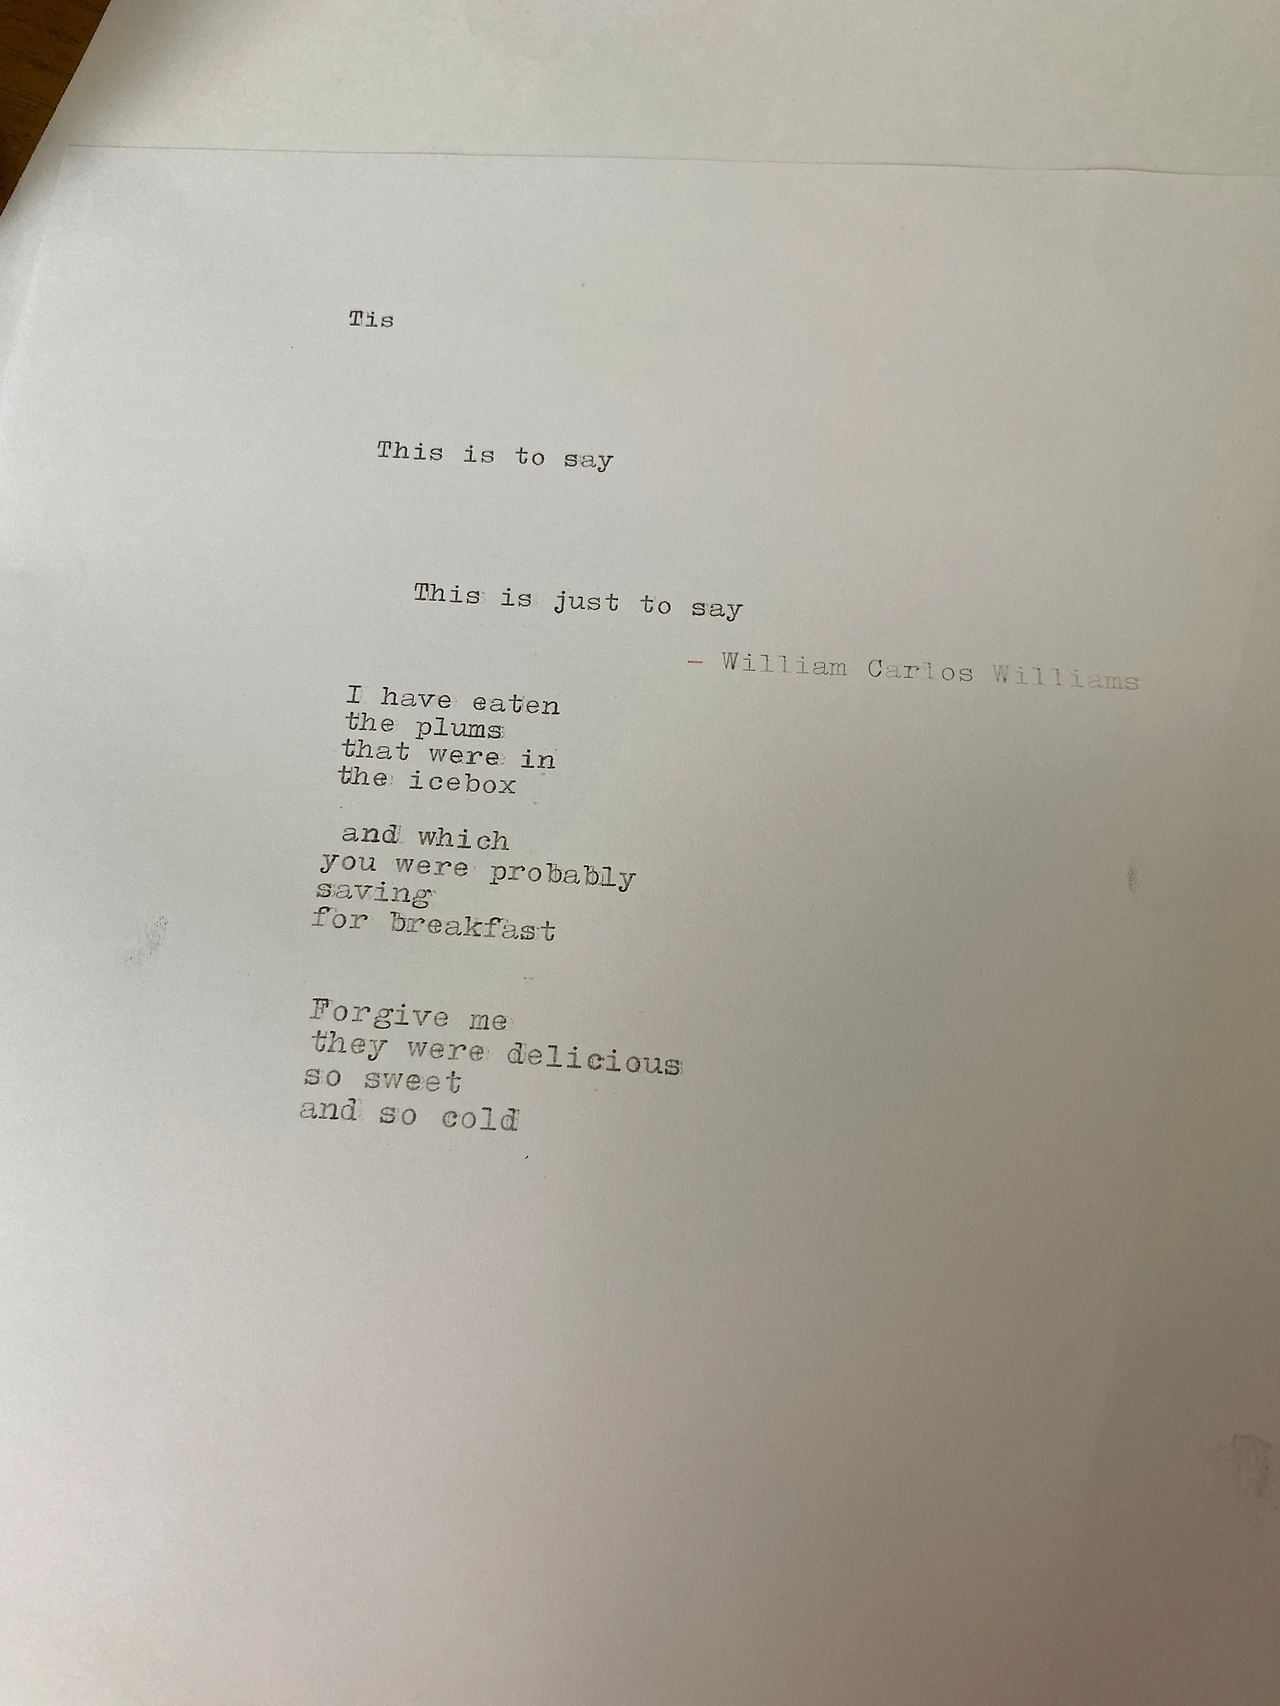 Tis
This is to say
This is just to say
- William Carlos Williams
I have eaten
the plums
that were in
the icebox
and which
you were probably
saving
for breakfast
Forgive me
they were delicious
so sweet
and so cold